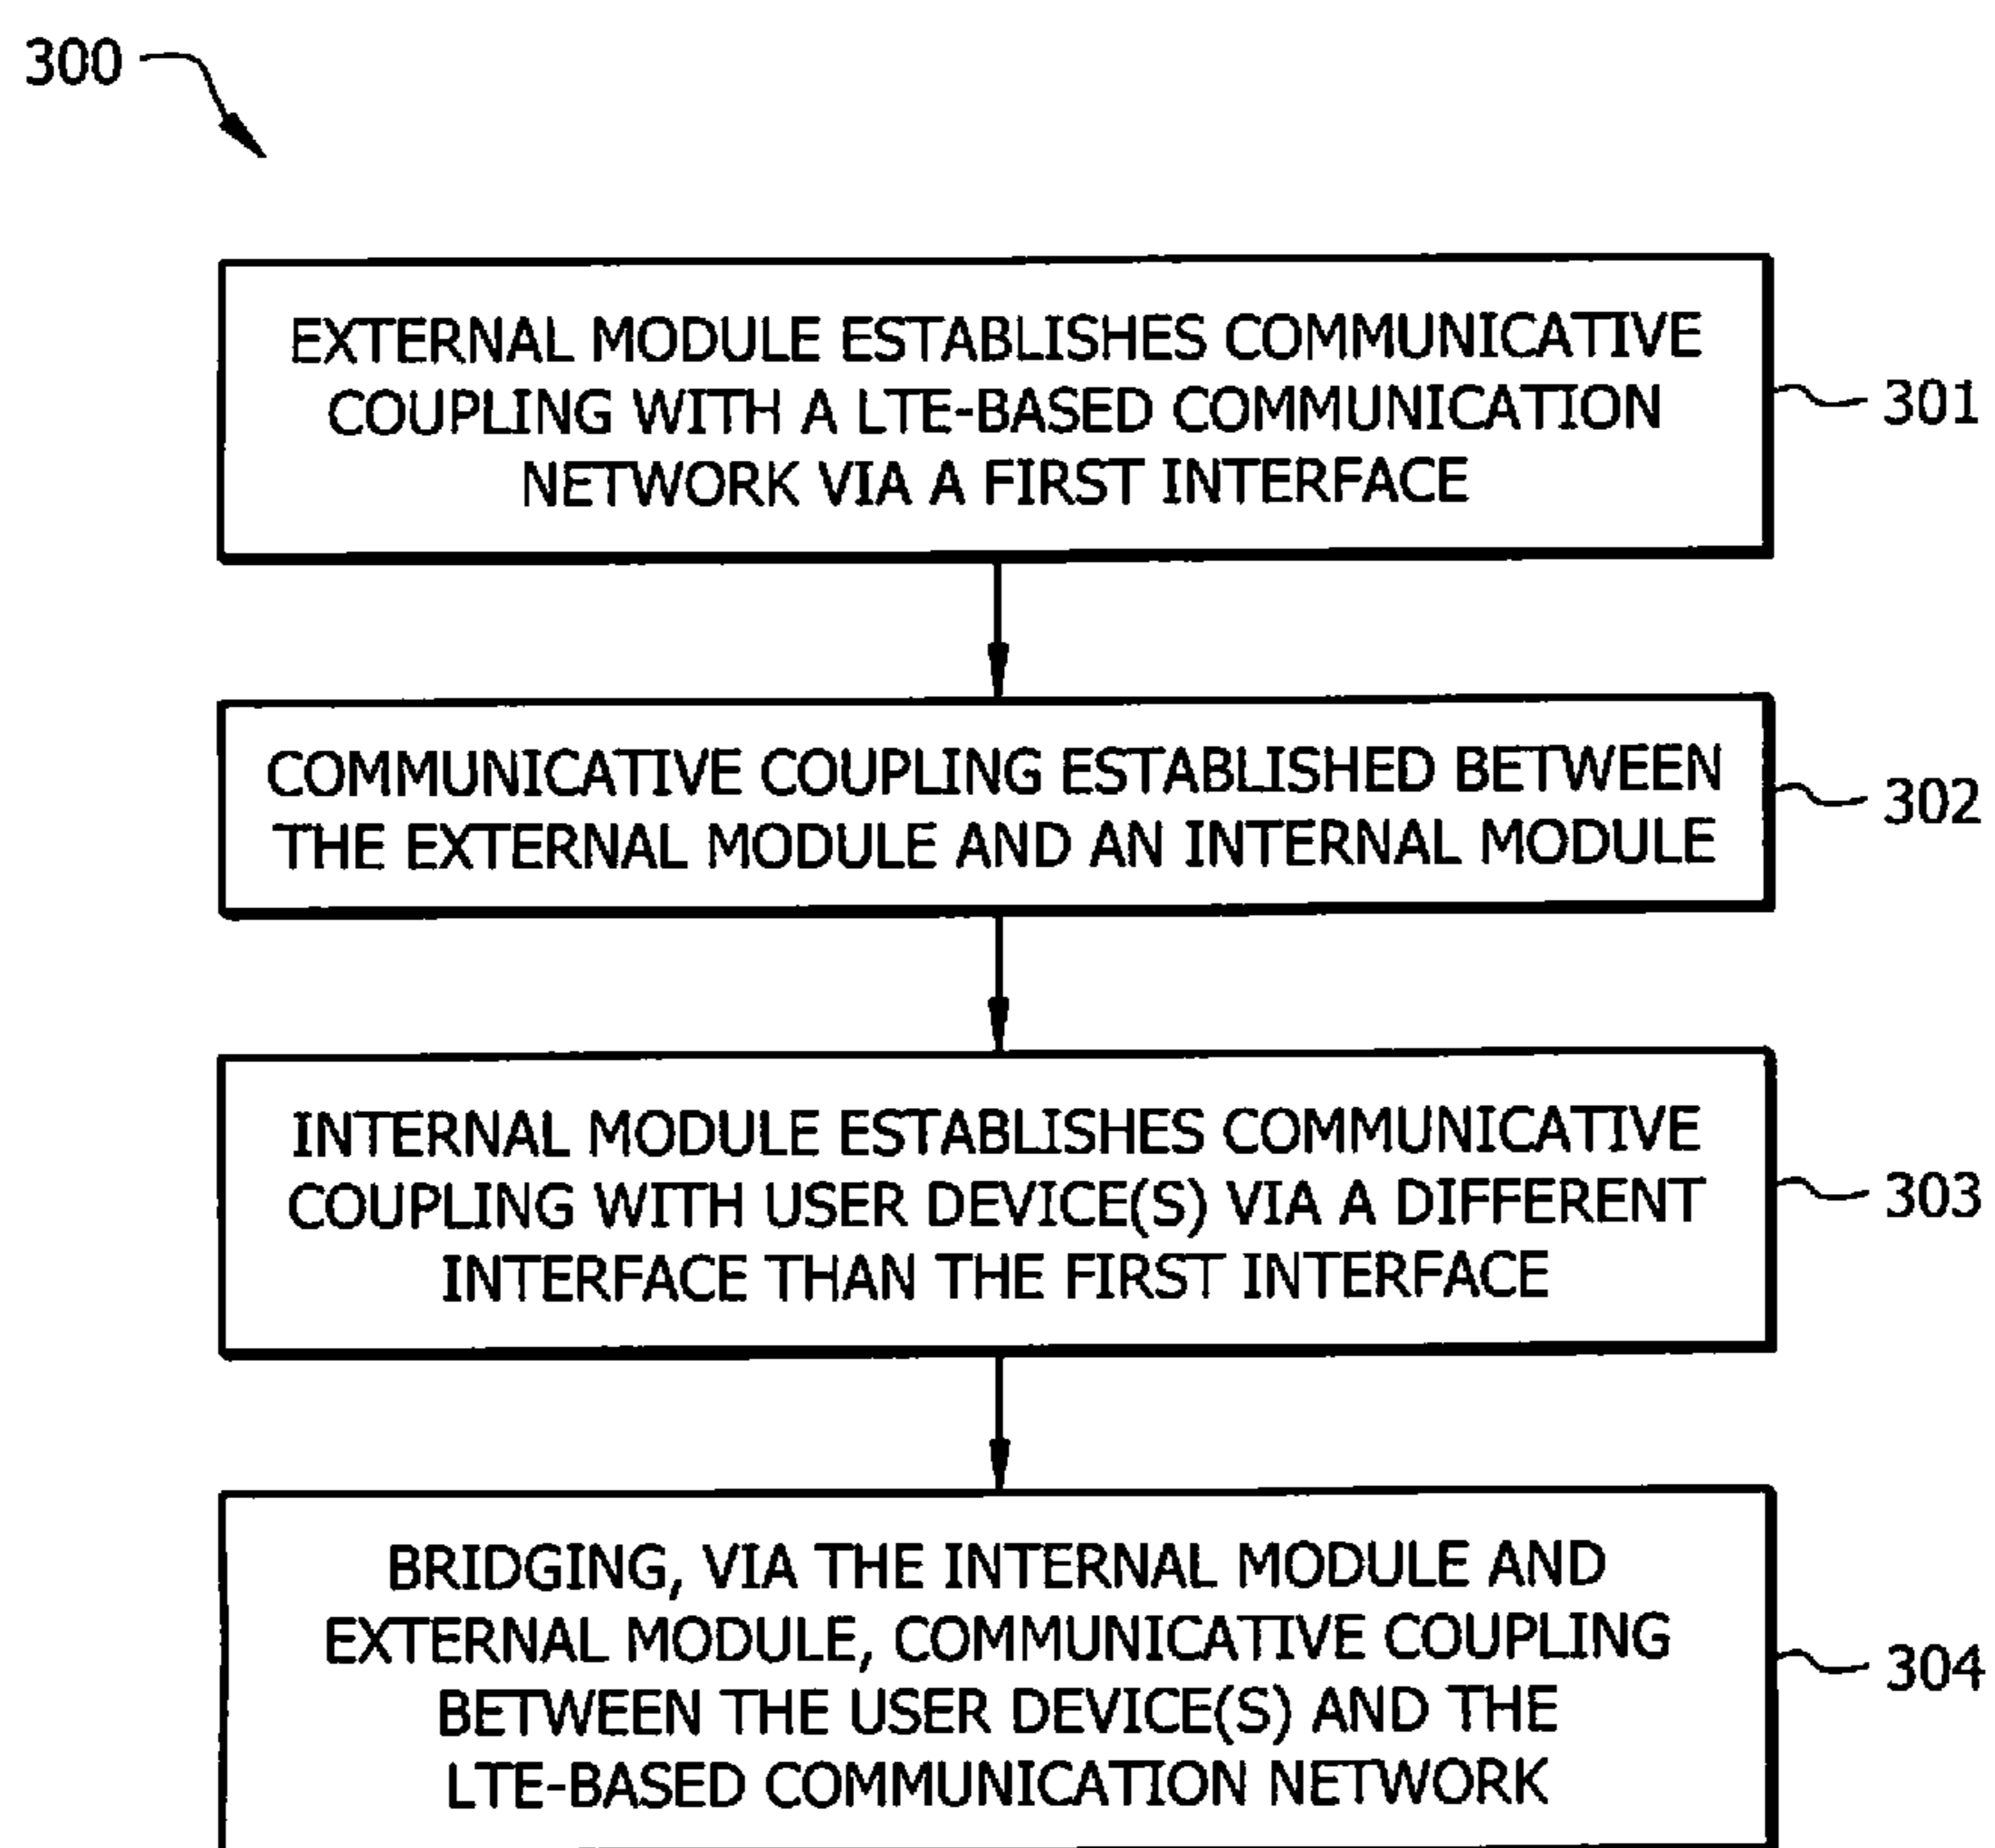 300
EXTERNAL MODULE ESTABLISHES COMMUNICATIVE
COUPLING WITH A LTE-BASED COMMUNICATION
NETWORK VIA A FIRST INTERFACE
301
COMMUNICATIVE COUPLING ESTABLISHED BETWEEN
THE EXTERNAL MODULE AND AN INTERNAL MODULE
302
INTERNAL MODULE ESTABLISHES COMMUNICATIVE
COUPLING WITH USER DEVICE(S) VIA A DIFFERENT
INTERFACE THAN THE FIRST INTERFACE
303
BRIDGING, VIA THE INTERNAL MODULE AND
EXTERNAL MODULE, COMMUNICATIVE COUPLING
BETWEEN THE USER DEVICE(S) AND THE
LTE-BASED COMMUNICATION NETWORK
304